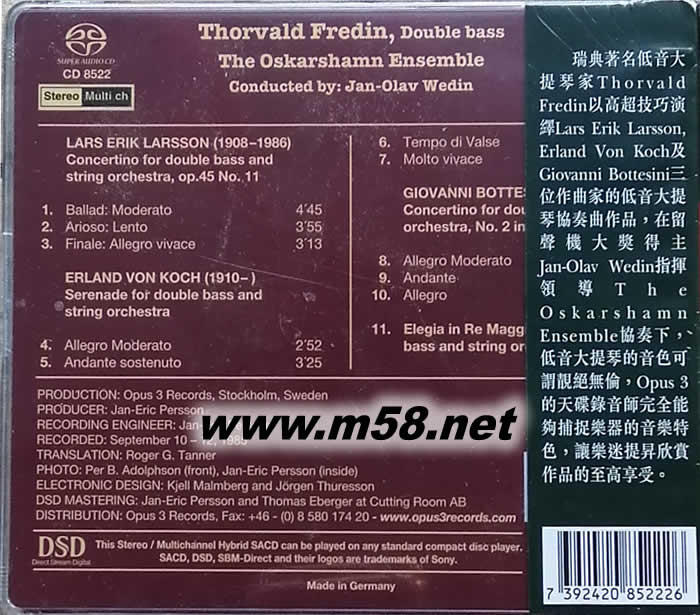 SUPER AUDIO CD
CD 8522
Stereo Multi ch
Thorvald Fredin, Double bass
The Oskarshamn Ensemble
Conducted by: Jan-Olav Wedin
LARS ERIK LARSSON (1908–1986)
Concertino for double bass and
string orchestra, op.45 No. 11
1. Ballad: Moderato 4´45
2. Arioso: Lento 3´55
3. Finale: Allegro vivace 3´13
ERLAND VON KOCH (1910–)
Serenade for double bass and
string orchestra
4. Allegro Moderato 2´52
5. Andante sostenuto 3´25
6. Tempo di Valse
7. Molto vivace
GIOVANNI
Concertino for
orchestra, No. 2 in
8. Allegro Moderato
9. Andante
10. Allegro
11. Elegia in Re
bass and string
PRODUCTION: Opus 3 Records, Stockholm, Sweden
PRODUCER: Jan-Eric Persson
RECORDING ENGINEER:
RECORDED: September 10 – 12,
TRANSLATION: Roger G. Tanner
PHOTO: Per B. Adolphson (front), Jan-Eric Persson (inside)
ELECTRONIC DESIGN: Kjell Malmberg and Jörgen Thuresson
DSD MASTERING: Jan-Eric Persson and Thomas Eberger at Cutting Room AB
DISTRIBUTION: Opus 3 Records, Fax: +46 - (0) 8 580 174 20 - www.opus3records.com
www.m58.net
DSD
Direct Stream Digital
This Stereo / Multichannel Hybrid SACD can be played on any standard compact disc player.
SACD, DSD, SBM-Direct and their logos are trademarks of Sony.
Made in Germany
瑞典著名低音大
提琴家Thorvald
Fredin以高超技巧演
繹Lars Erik Larsson,
Erland Von Koch及
Giovanni Bottesini三
位作曲家的低音大提
琴協奏曲作品，在留
聲機大獎得主
Jan-Olav Wedin指揮
領導The
Oskarshamn
Ensemble協奏下，
低音大提琴的音色可
謂靚絕無倫，Opus 3
的天碟錄音師完全能
夠捕捉樂器的音樂特
色，讓樂迷提昇欣賞
作品的至高享受。
7 392420 852226